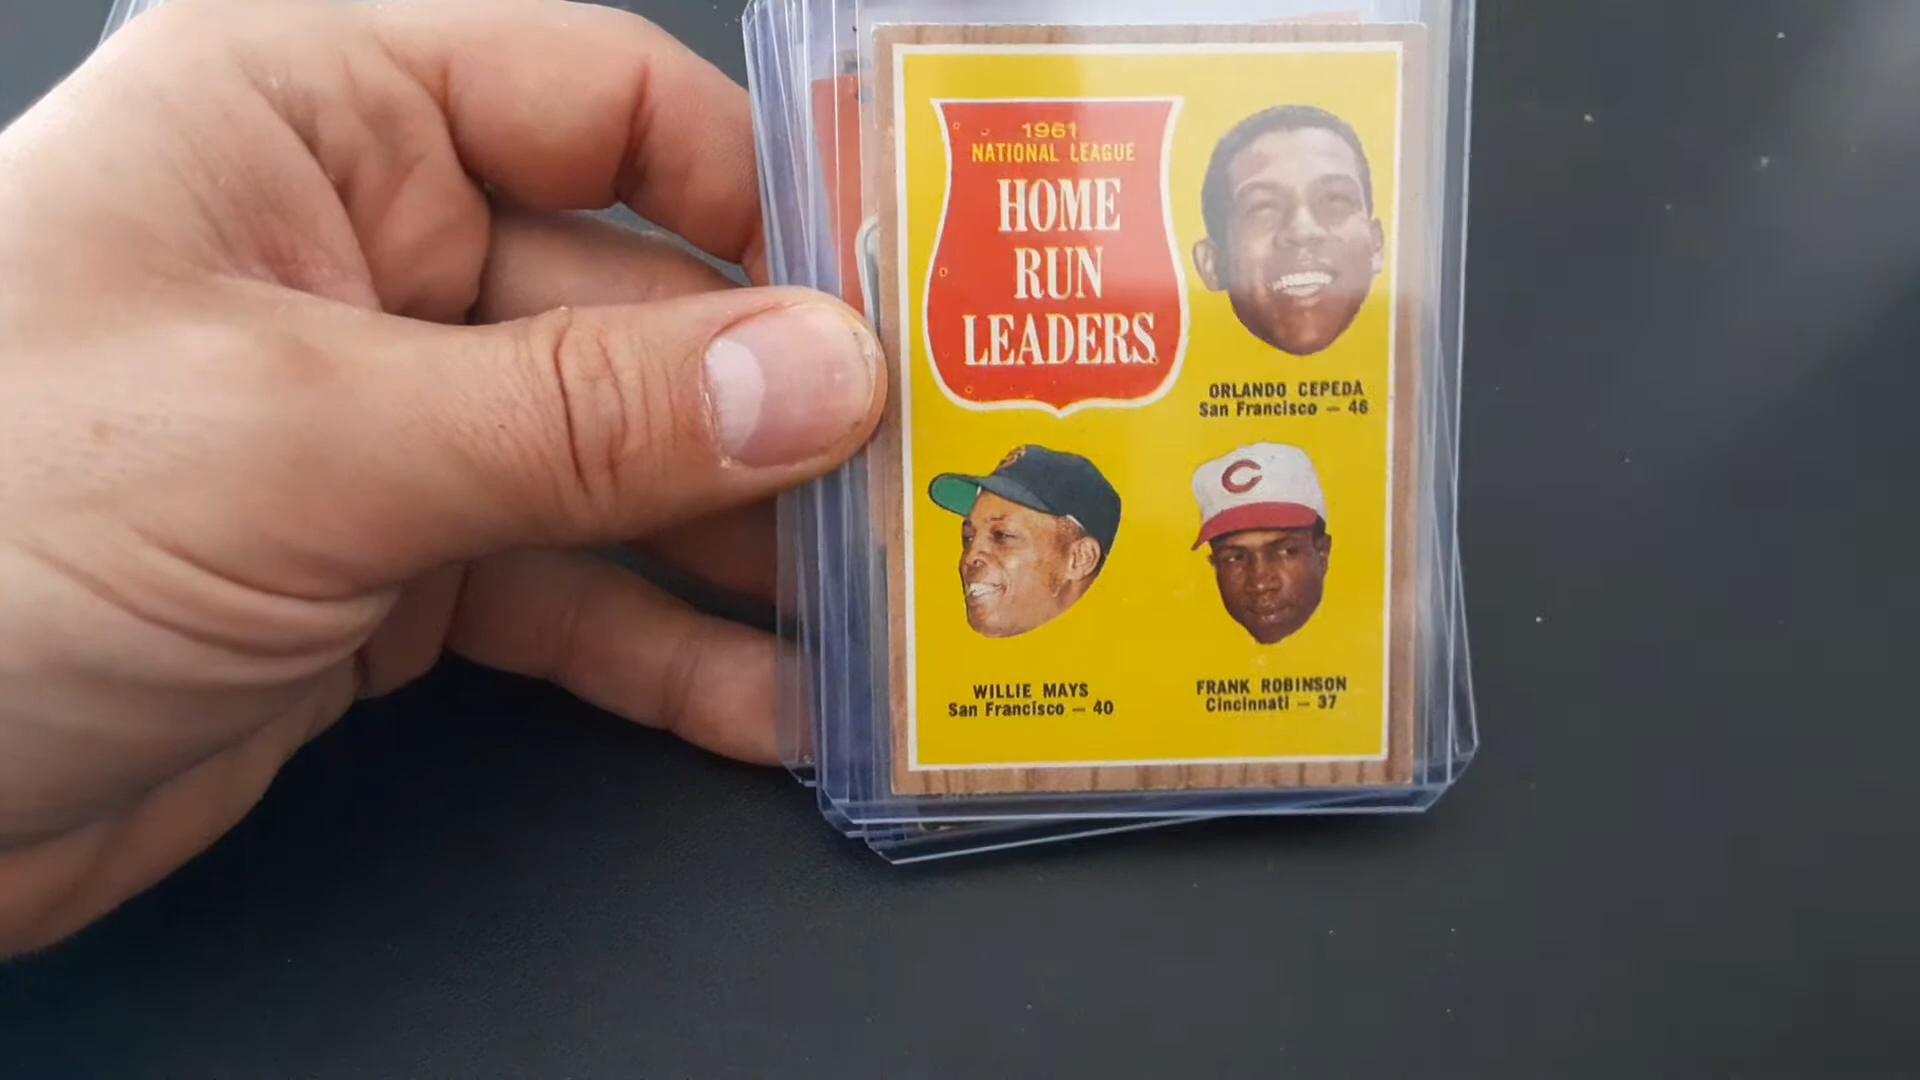 1961
NATIONAL LEAGUE
HOME
RUN
LEADERS
ORLANDO CEPEDA
San Francisco – 46
C
WILLIE MAYS
San Francisco – 40
FRANK ROBINSON
Cincinnati – 37